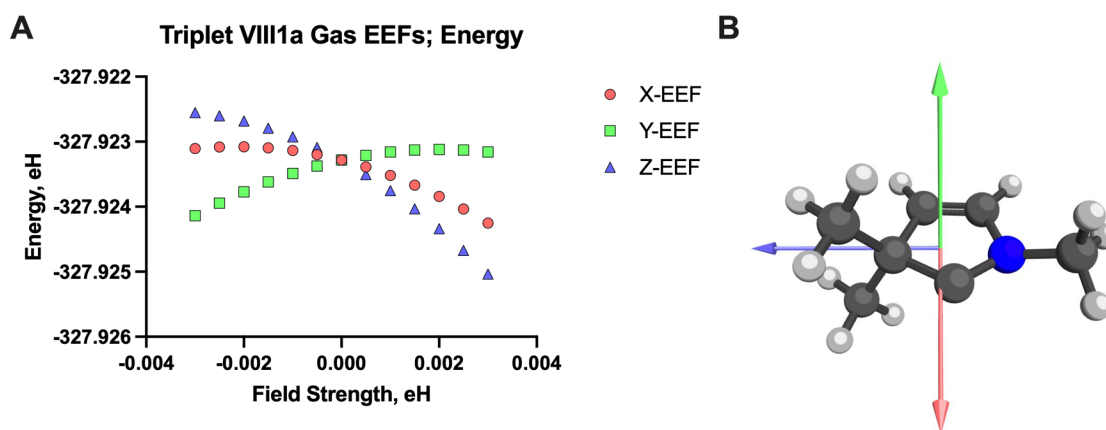 A
Triplet VIII1a Gas EEFs; Energy
B
-327.922
-327.923
-327.924
-327.925
-327.926
Energy, eH
-0.004
-0.002
0.000
0.002
0.004
Field Strength, eH
X-EEF
Y-EEF
Z-EEF